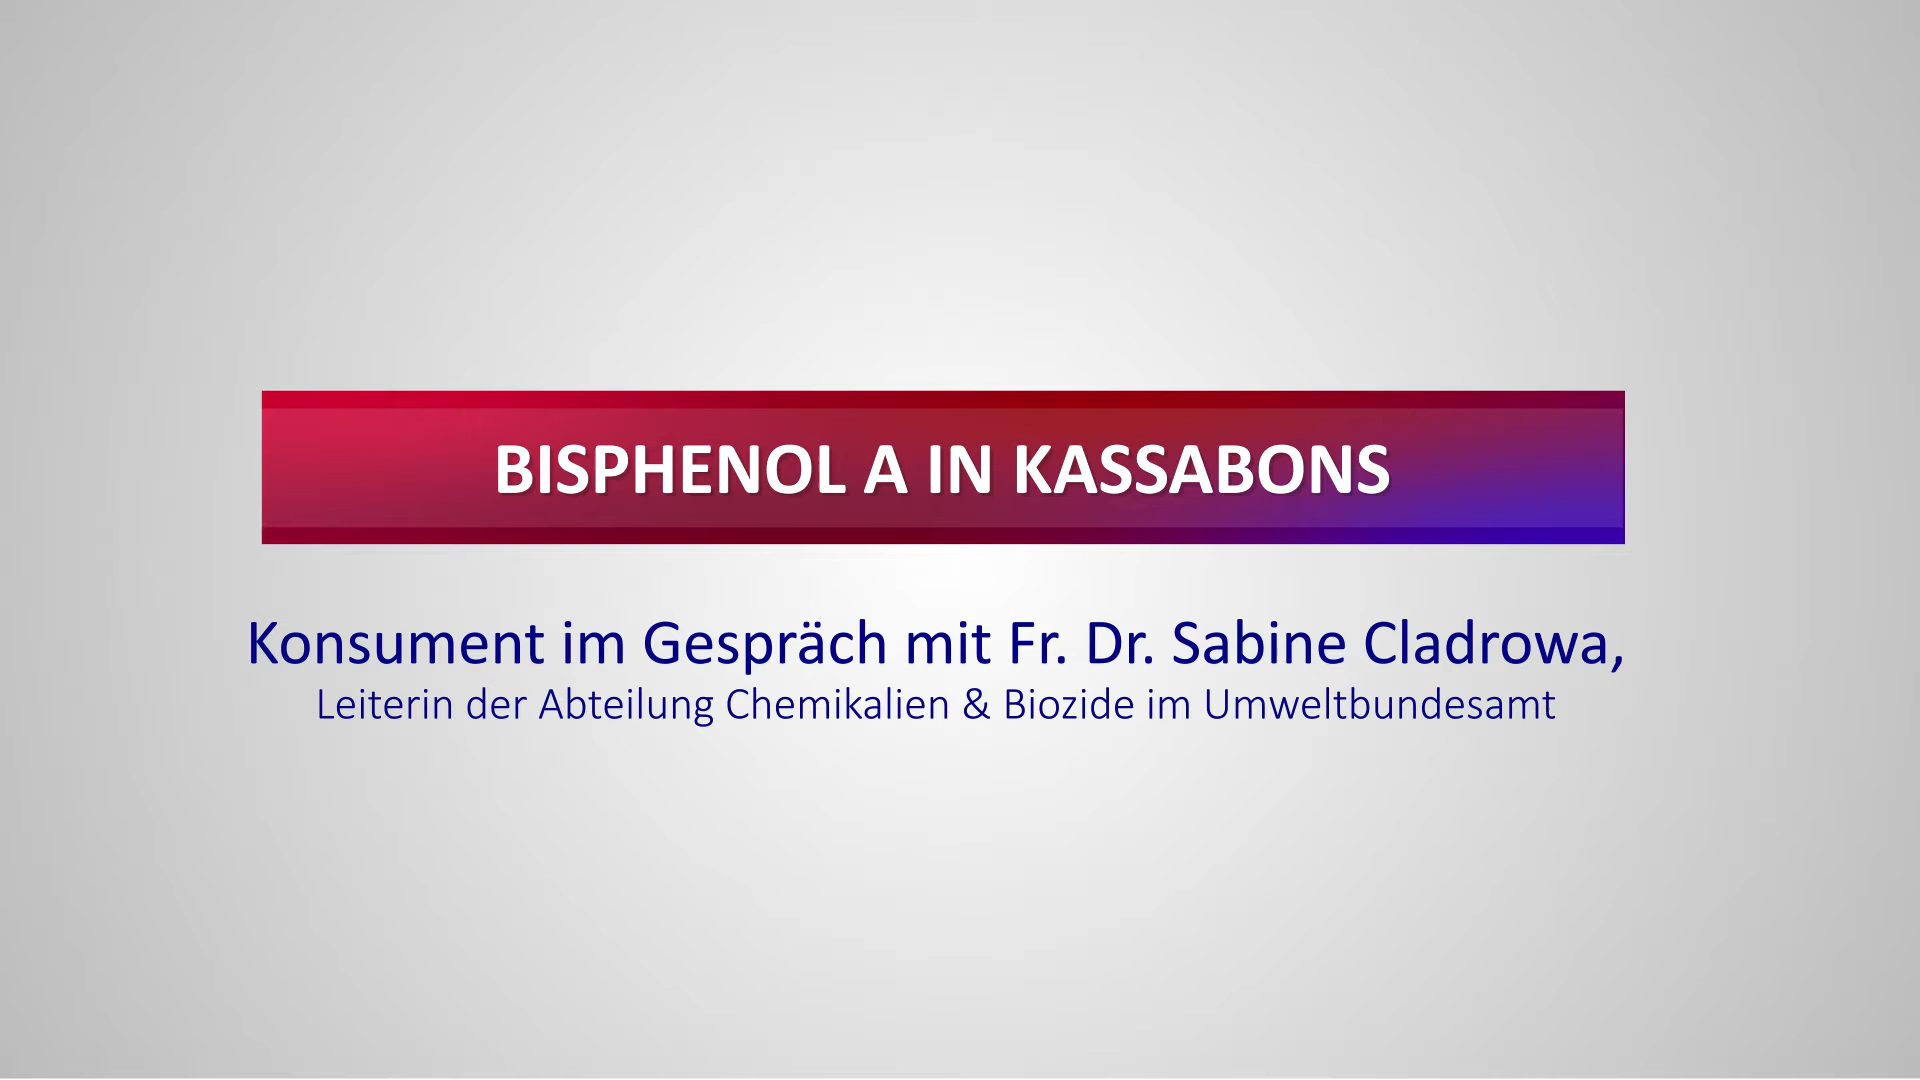 BISPHENOL A IN KASSABONS
Konsument im Gespräch mit Fr. Dr. Sabine Cladrowa,
Leiterin der Abteilung Chemikalien & Biozide im Umweltbundesamt